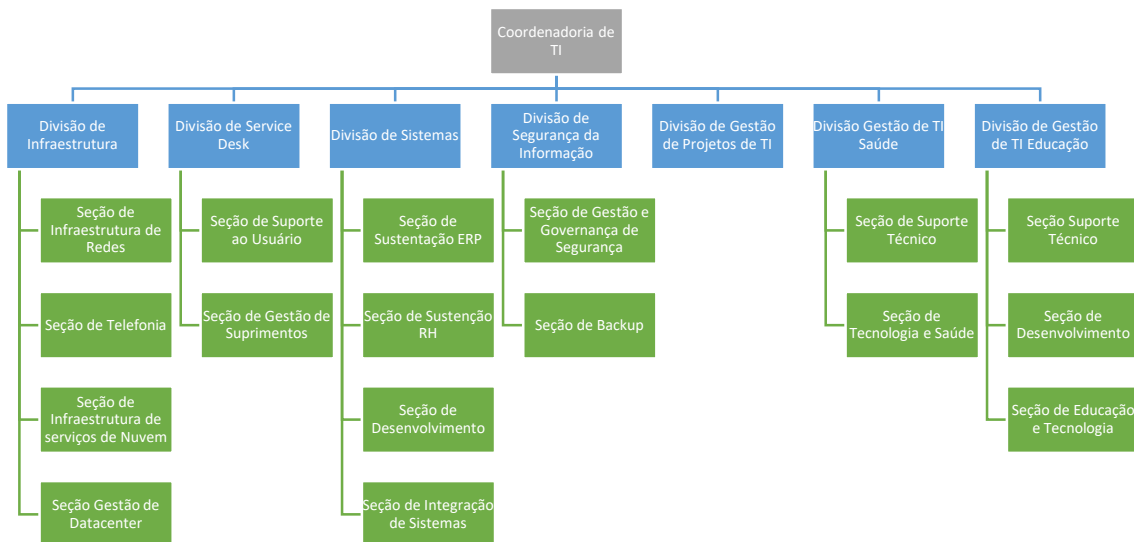 Coordenadoria de
TI
Divisão de
Infraestrutura
Divisão de Service
Desk
Divisão de Sistemas
Divisão de
Segurança da
Informação
Divisão de Gestão
de Projetos de TI
Divisão Gestão de TI
Saúde
Divisão de Gestão
de TI Educação
Seção de
Infraestrutura de
Redes
Seção de Suporte
ao Usuário
Seção de
Sustentação ERP
Seção de Gestão e
Governança de
Segurança
Seção de Suporte
Técnico
Seção Suporte
Técnico
Seção de Telefonia
Seção de Gestão de
Suprimentos
Seção de Sustenção
RH
Seção de Backup
Seção de
Tecnologia e Saúde
Seção de
Desenvolvimento
Seção de
Infraestrutura de
serviços de Nuvem
Seção de
Desenvolvimento
Seção de Educação
e Tecnologia
Seção Gestão de
Datacenter
Seção de Integração
de Sistemas